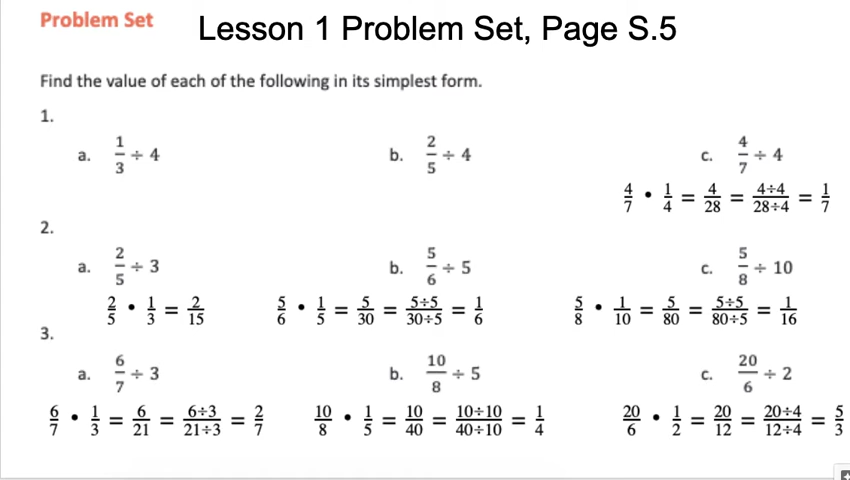 Problem Set
Lesson 1 Problem Set, Page S.5
Find the value of each of the following in its simplest form.
1.
a. 1/3 ÷ 4 b. 2/5 ÷ 4 c. 4/7 ÷ 4
4/7 • 1/4 = 4/28 = 4÷4/28÷4 = 1/7
2.
a. 2/5 ÷ 3 b. 5/6 ÷ 5 c. 5/8 ÷ 10
2/5 • 1/3 = 2/15 5/6 • 1/5 = 5/30 = 5÷5/30÷5 = 1/6 5/8 • 1/10 = 5/80 = 5÷5/80÷5 = 1/16
3.
a. 6/7 ÷ 3 b. 10/8 ÷ 5 c. 20/6 ÷ 2
6/7 • 1/3 = 6/21 = 6÷3/21÷3 = 2/7 10/8 • 1/5 = 10/40 = 10÷10/40÷10 = 1/4 20/6 • 1/2 = 20/12 = 20÷4/12÷4 = 5/3